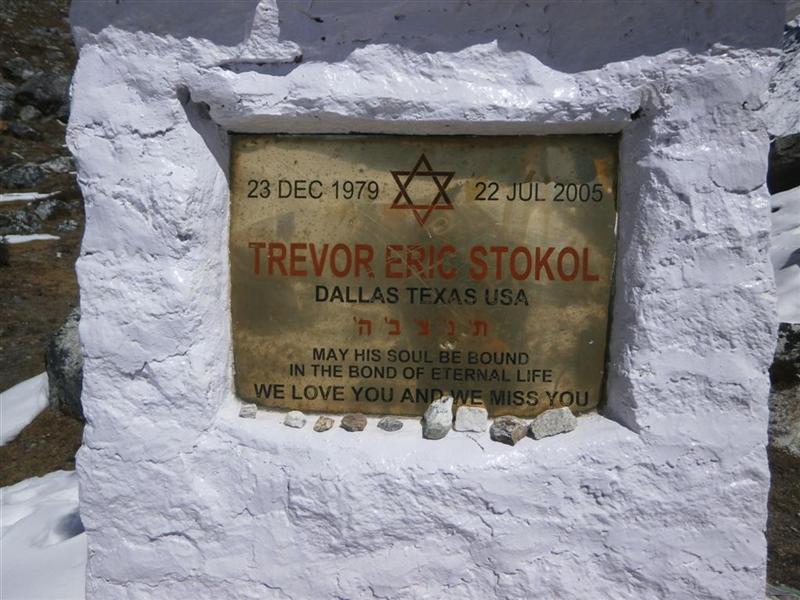 23 DEC 1979 22 JUL 2005
TREVOR ERIC STOKOL
DALLAS TEXAS USA
ת' נ צ ב' ה'
MAY HIS SOUL BE BOUND
IN THE BOND OF ETERNAL LIFE
WE LOVE YOU AND WE MISS YOU